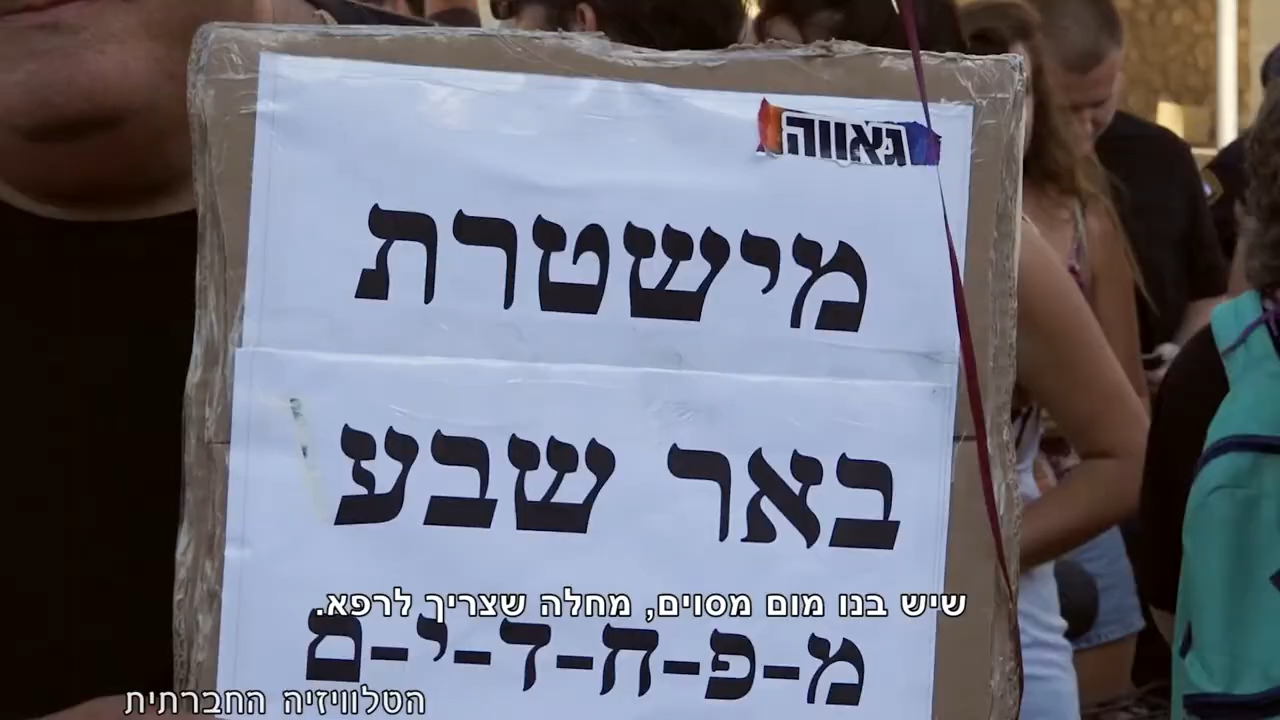 גאווה
מישטרת
באר שבע
שיש בנו מום מסוים, מחלה שצריך לרפא.
מ-פ-ח-ד-י-ם
הטלוויזיה החברתית